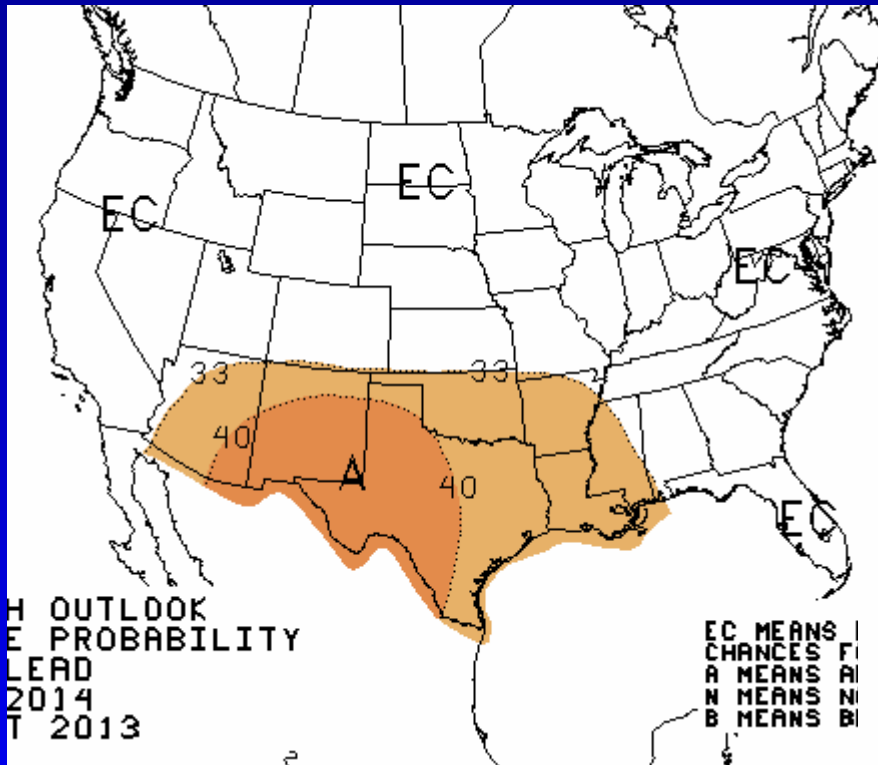 EC
EC
EC
33
33
40
A
40
EC
H OUTLOOK
E PROBABILITY
LEAD
2014
T 2013
EC MEANS
CHANCES
A MEANS
N MEANS
B MEANS